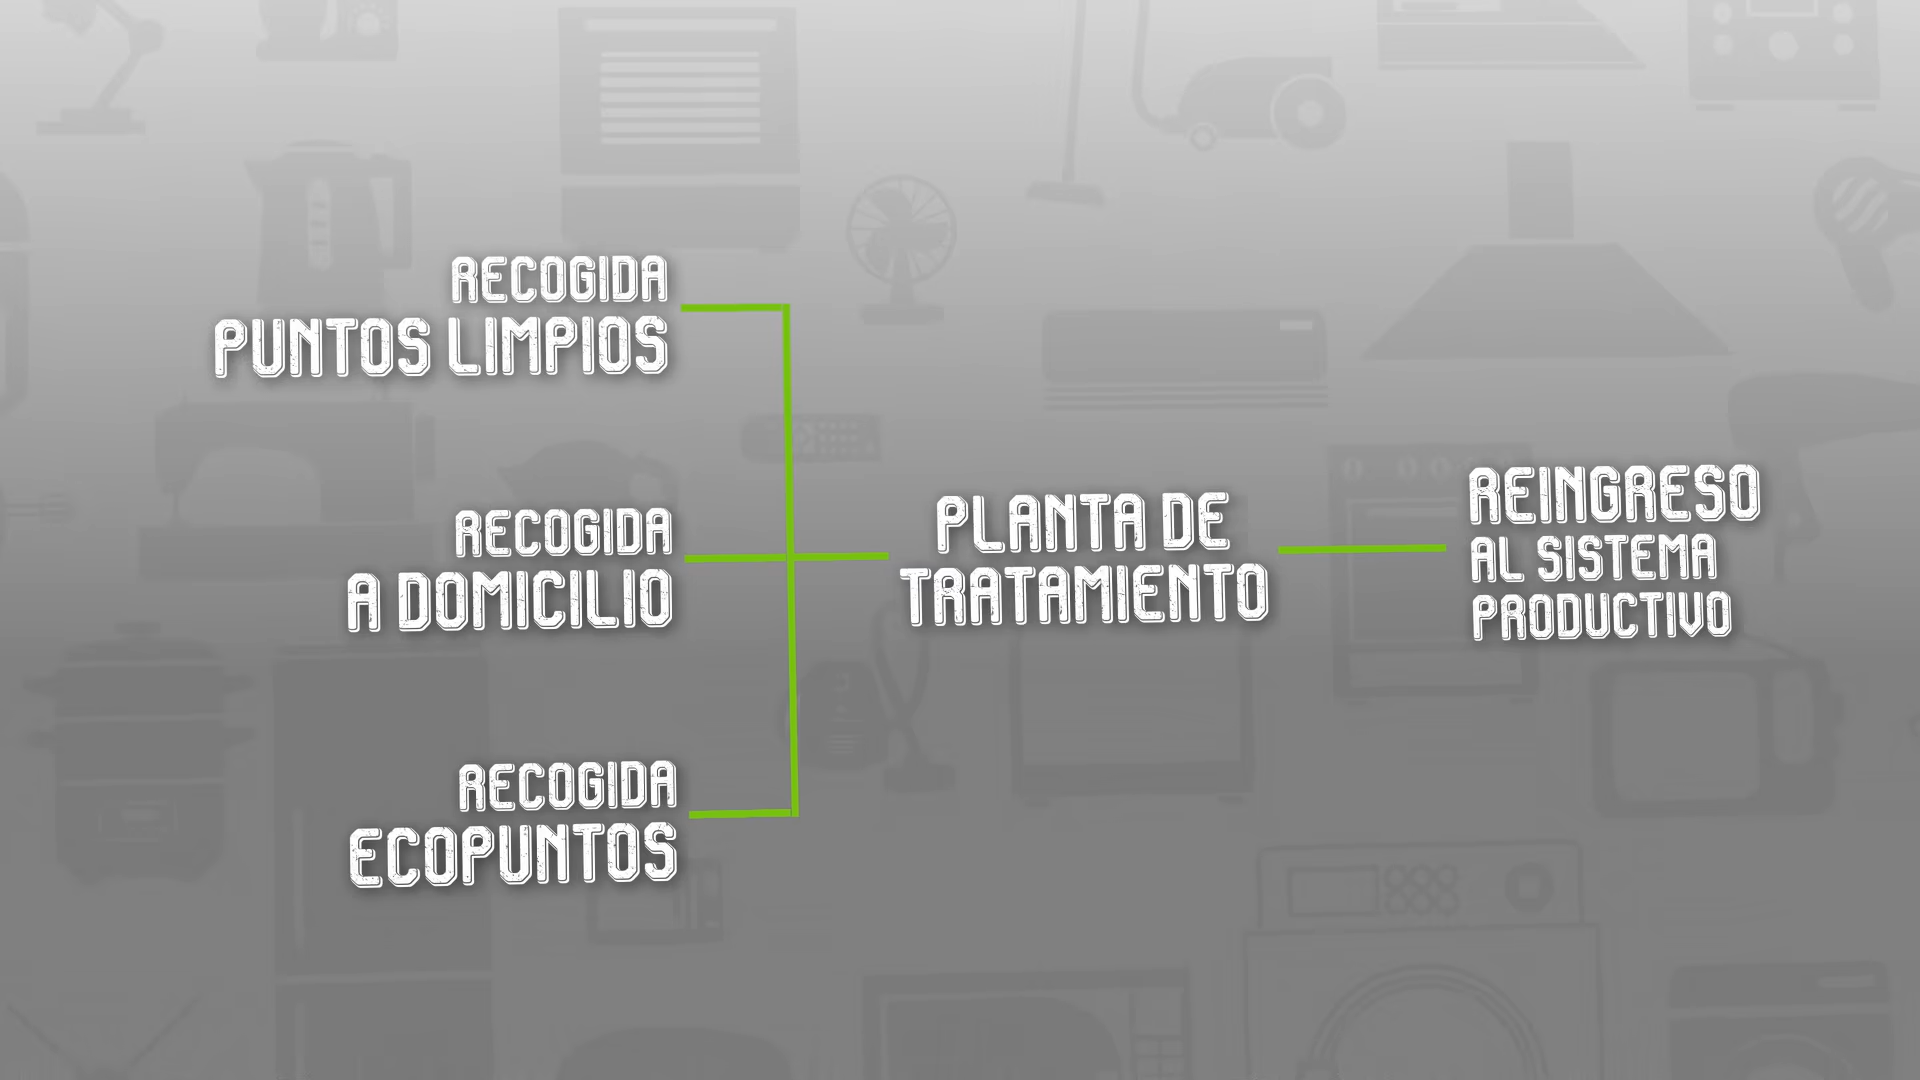 RECOGIDA
PUNTOS LIMPIOS
RECOGIDA
A DOMICILIO
RECOGIDA
ECOPUNTOS
PLANTA DE
TRATAMIENTO
REINGRESO
AL SISTEMA
PRODUCTIVO